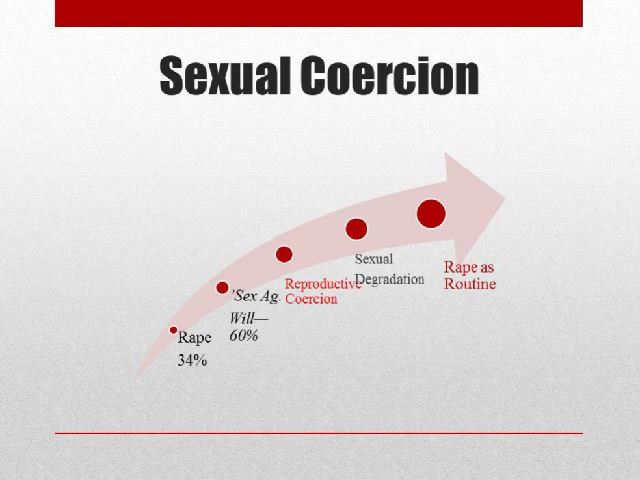 Sexual Coercion
Rape
34%
’Sex Ag.
Will—
60%
Reproductive
Coercion
Sexual
Degradation
Rape as
Routine